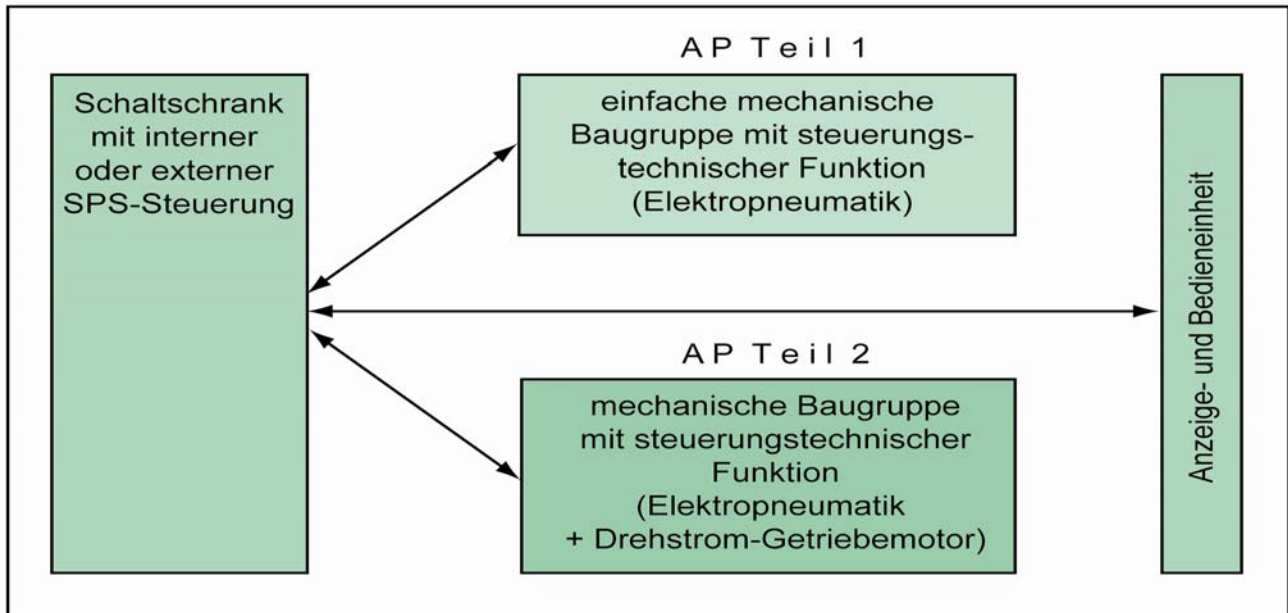 Schaltschrank
mit interner
oder externer
SPS-Steuerung
AP Teil 1
einfache mechanische
Baugruppe mit steuerungs-
technischer Funktion
(Elektropneumatik)
AP Teil 2
mechanische Baugruppe
mit steuerungstechnischer
Funktion
(Elektropneumatik
+ Drehstrom-Getriebemotor)
Anzeige- und Bedieneinheit